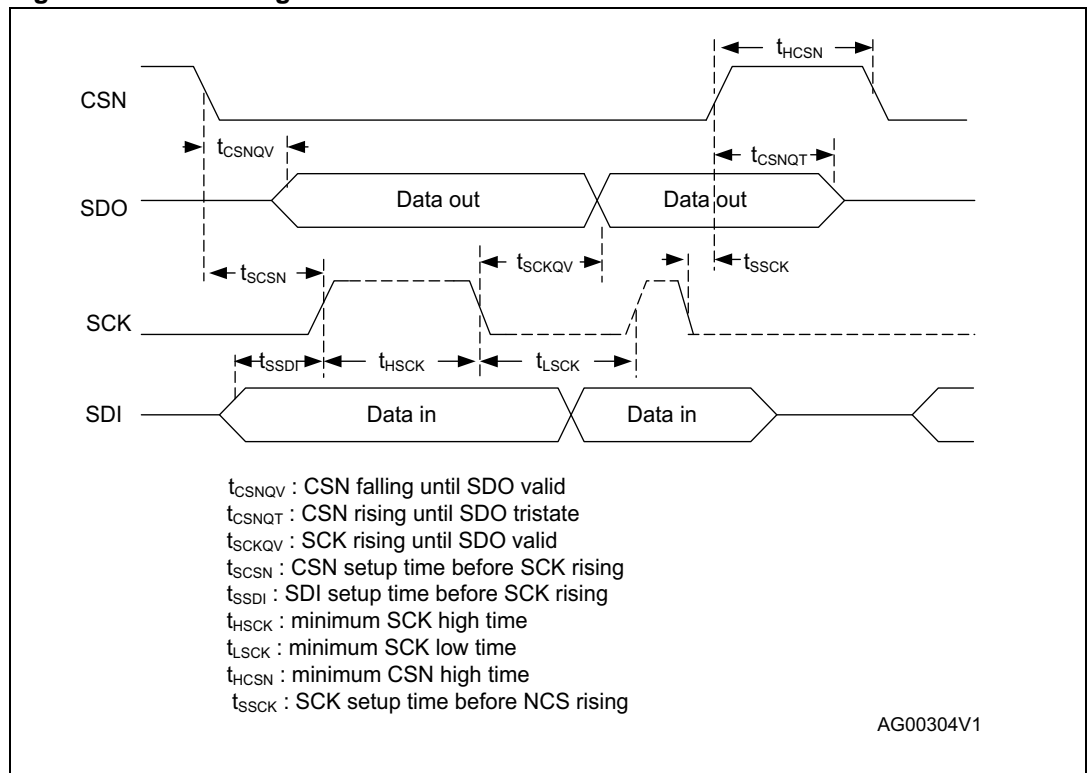 tHCSN
CSN
tCSNQV
tCSNQT
SDO
Data out
Data out
tSCSN
tSCKQV
tSSCK
SCK
tSSDI
tHSCK
tLSCK
SDI
Data in
Data in
tCSNQV : CSN falling until SDO valid
tCSNQT : CSN rising until SDO tristate
tSCKQV : SCK rising until SDO valid
tSCSN : CSN setup time before SCK rising
tSSDI : SDI setup time before SCK rising
tHSCK : minimum SCK high time
tLSCK : minimum SCK low time
tHCSN : minimum CSN high time
tSSCK : SCK setup time before NCS rising
AG00304V1